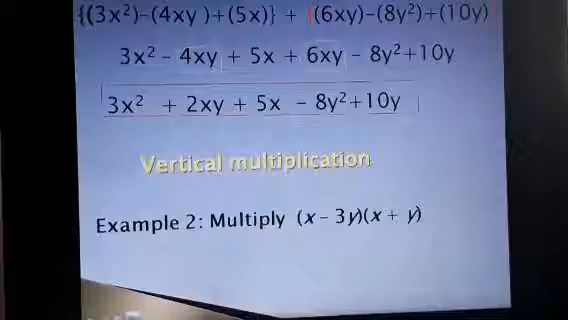 {(3x²)-(4xy )+(5x)} + {(6xy)-(8y²)+(10y)
3x² - 4xy + 5x + 6xy - 8y²+10y
3x² + 2xy + 5x - 8y²+10y
Vertical multiplication
Example 2: Multiply (x - 3y)(x + y)